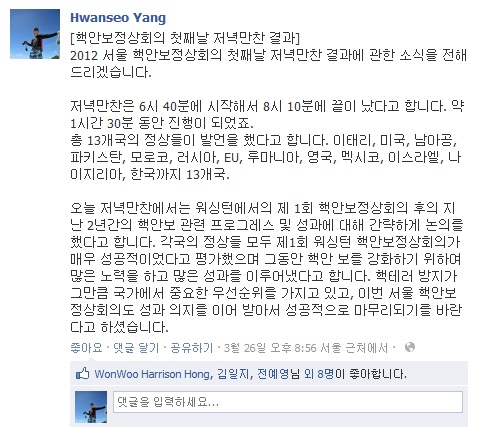 Hwanseo Yang
[핵안보정상회의 첫째날 저녁만찬 결과]
2012 서울 핵안보정상회의 첫째날 저녁만찬 결과에 관한 소식을 전해
드리겠습니다.
저녁만찬은 6시 40분에 시작해서 8시 10분에 끝이 났다고 합니다. 약
1시간 30분 동안 진행이 되었죠.
총 13개국의 정상들이 발언을 했다고 합니다. 이태리, 미국, 남아공,
파키스탄, 모로코, 러시아, EU, 루마니아, 영국, 멕시코, 이스라엘, 나
이지리아, 한국까지 13개국.
오늘 저녁만찬에서는 워싱턴에서의 제 1회 핵안보정상회의 후의 지
난 2년간의 핵안보 관련 프로그레스 및 성과에 대해 간략하게 논의를
했다고 합니다. 각국의 정상들 모두 제1회 워싱턴 핵안보정상회의가
매우 성공적이었다고 평가했으며 그동안 핵안 보를 강화하기 위하여
많은 노력을 하고 많은 성과를 이루어냈다고 합니다. 핵테러 방지가
그만큼 국가에서 중요한 우선순위를 가지고 있고, 이번 서울 핵안보
정상회의도 성과 의지를 이어 받아서 성공적으로 마무리되기를 바란
다고 하셨습니다.
좋아요 · 댓글 달기 · 공유하기 · 3월 26일 오후 8:56 서울 근처에서 ·
WonWoo Harrison Hong, 김일지, 전예영님 외 8명이 좋아합니다.
댓글을 입력하세요...